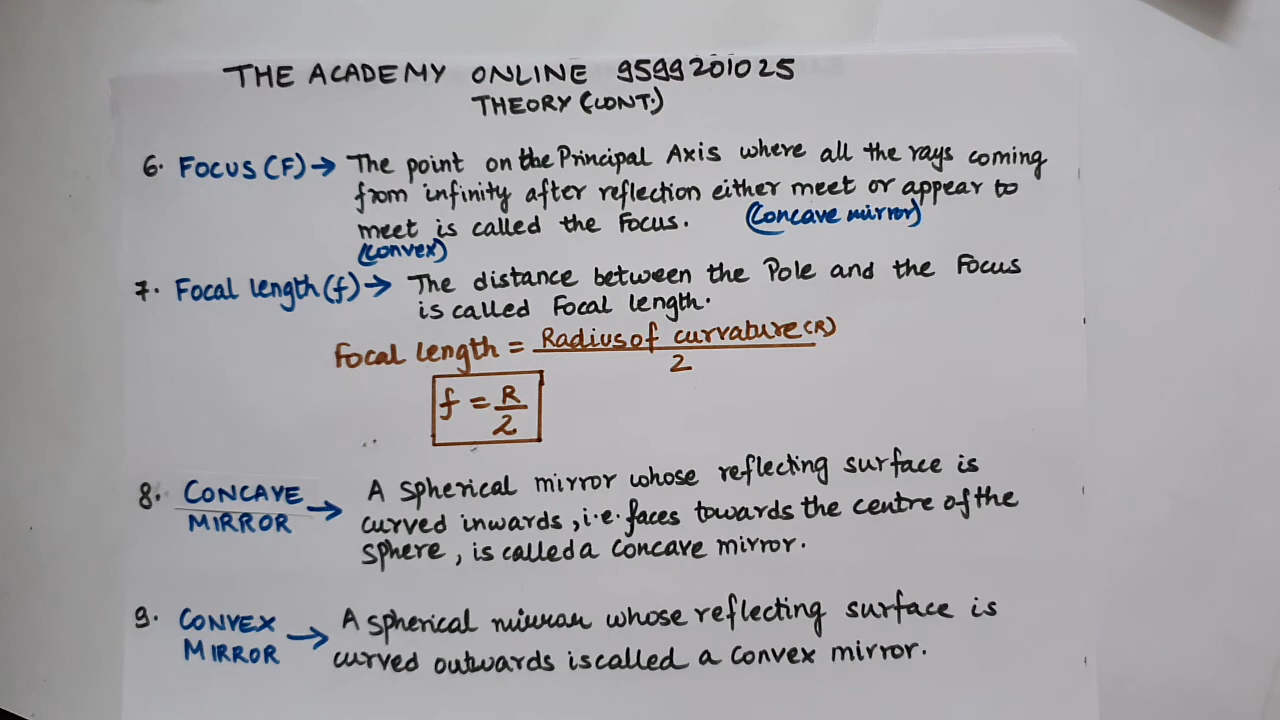 THE ACADEMY ONLINE 9599201025
THEORY (CONT.)
6. FOCUS (F) → The point on the Principal Axis where all the rays coming
from infinity after reflection either meet or appear to
meet is called the Focus. (Concave mirror)
(Convex)
7. Focal length (f) → The distance between the Pole and the Focus
is called Focal length.
Focal length = Radius of curvature (R)
2
f = R
2
8. CONCAVE MIRROR → A spherical mirror whose reflecting surface is
curved inwards, i.e. faces towards the centre of the
sphere, is called a concave mirror.
9. CONVEX MIRROR → A spherical mirror whose reflecting surface is
curved outwards is called a convex mirror.